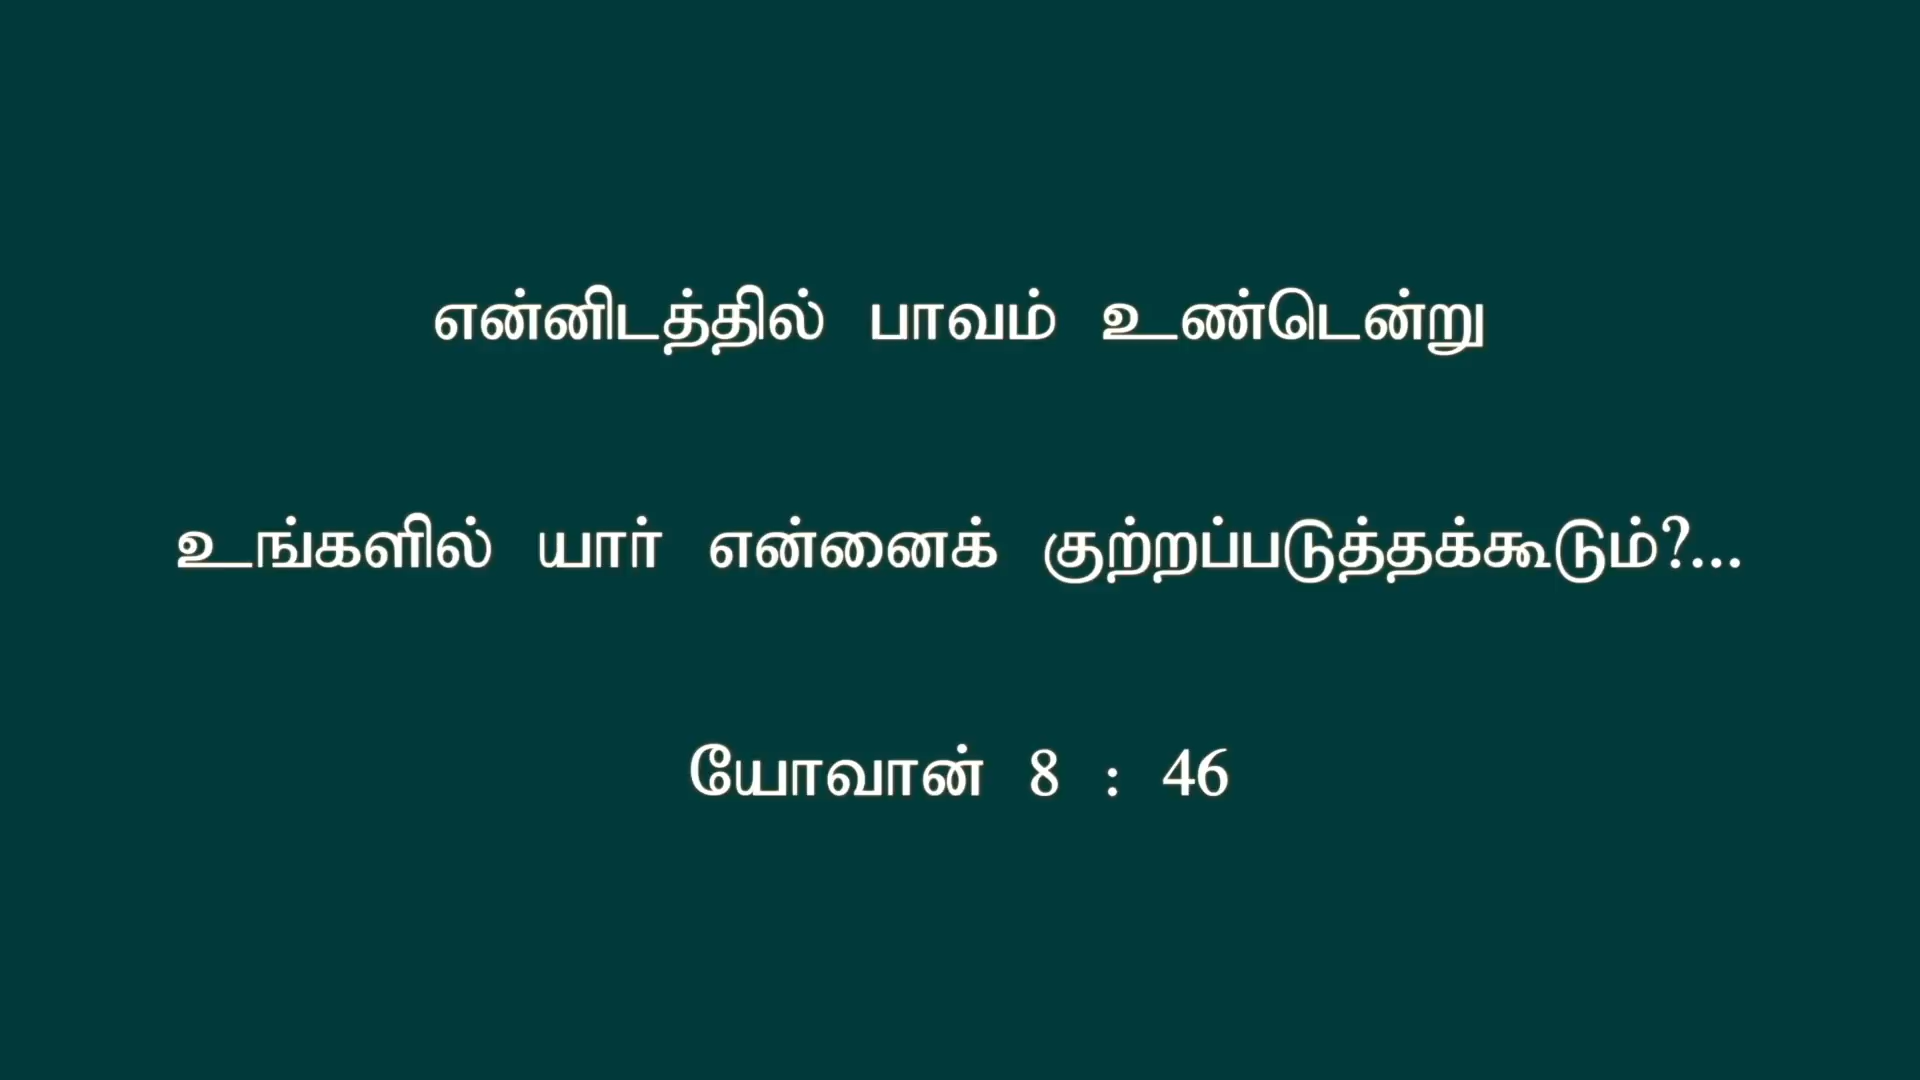 என்னிடத்தில் பாவம் உண்டென்று
உங்களில் யார் என்னைக் குற்றப்படுத்தக்கூடும்?...
யோவான் 8 : 46